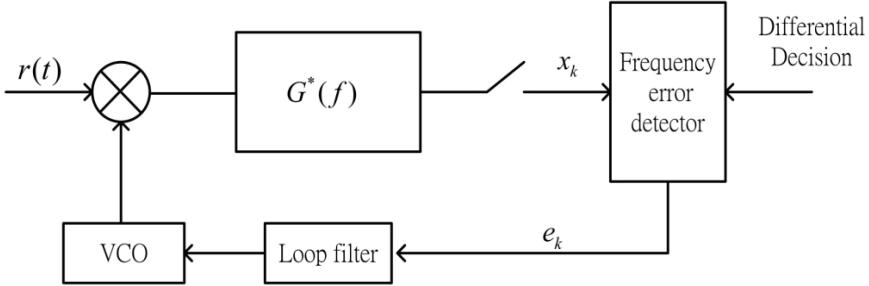 Differential
Decision
r(t)
G*(f)
x_k
Frequency
error
detector
VCO
Loop filter
e_k